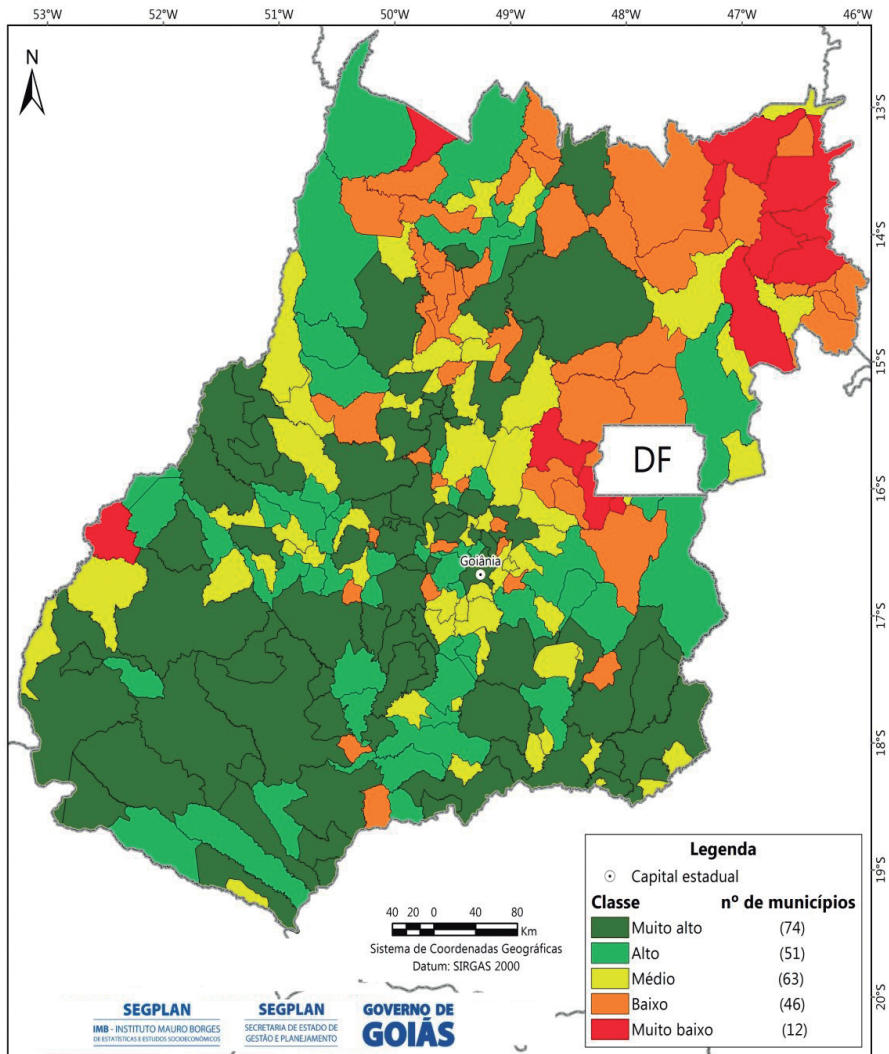 53°W 52°W 51°W 50°W 49°W 48°W 47°W 46°W
N
13°S
14°S
15°S
DF
16°S
Goiânia
17°S
18°S
19°S
20°S
Legenda
Capital estadual
Classe nº de municípios
Muito alto (74)
Alto (51)
Médio (63)
Baixo (46)
Muito baixo (12)
40 20 0 40 80
Km
Sistema de Coordenadas Geográficas
Datum: SIRGAS 2000
SEGPLAN
IMB - INSTITUTO MAURO BORGES
DE ESTATÍSTICAS E ESTUDOS SOCIOECONÔMICOS
SEGPLAN
SECRETARIA DE ESTADO DE
GESTÃO E PLANEJAMENTO
GOVERNO DE
GOIÁS